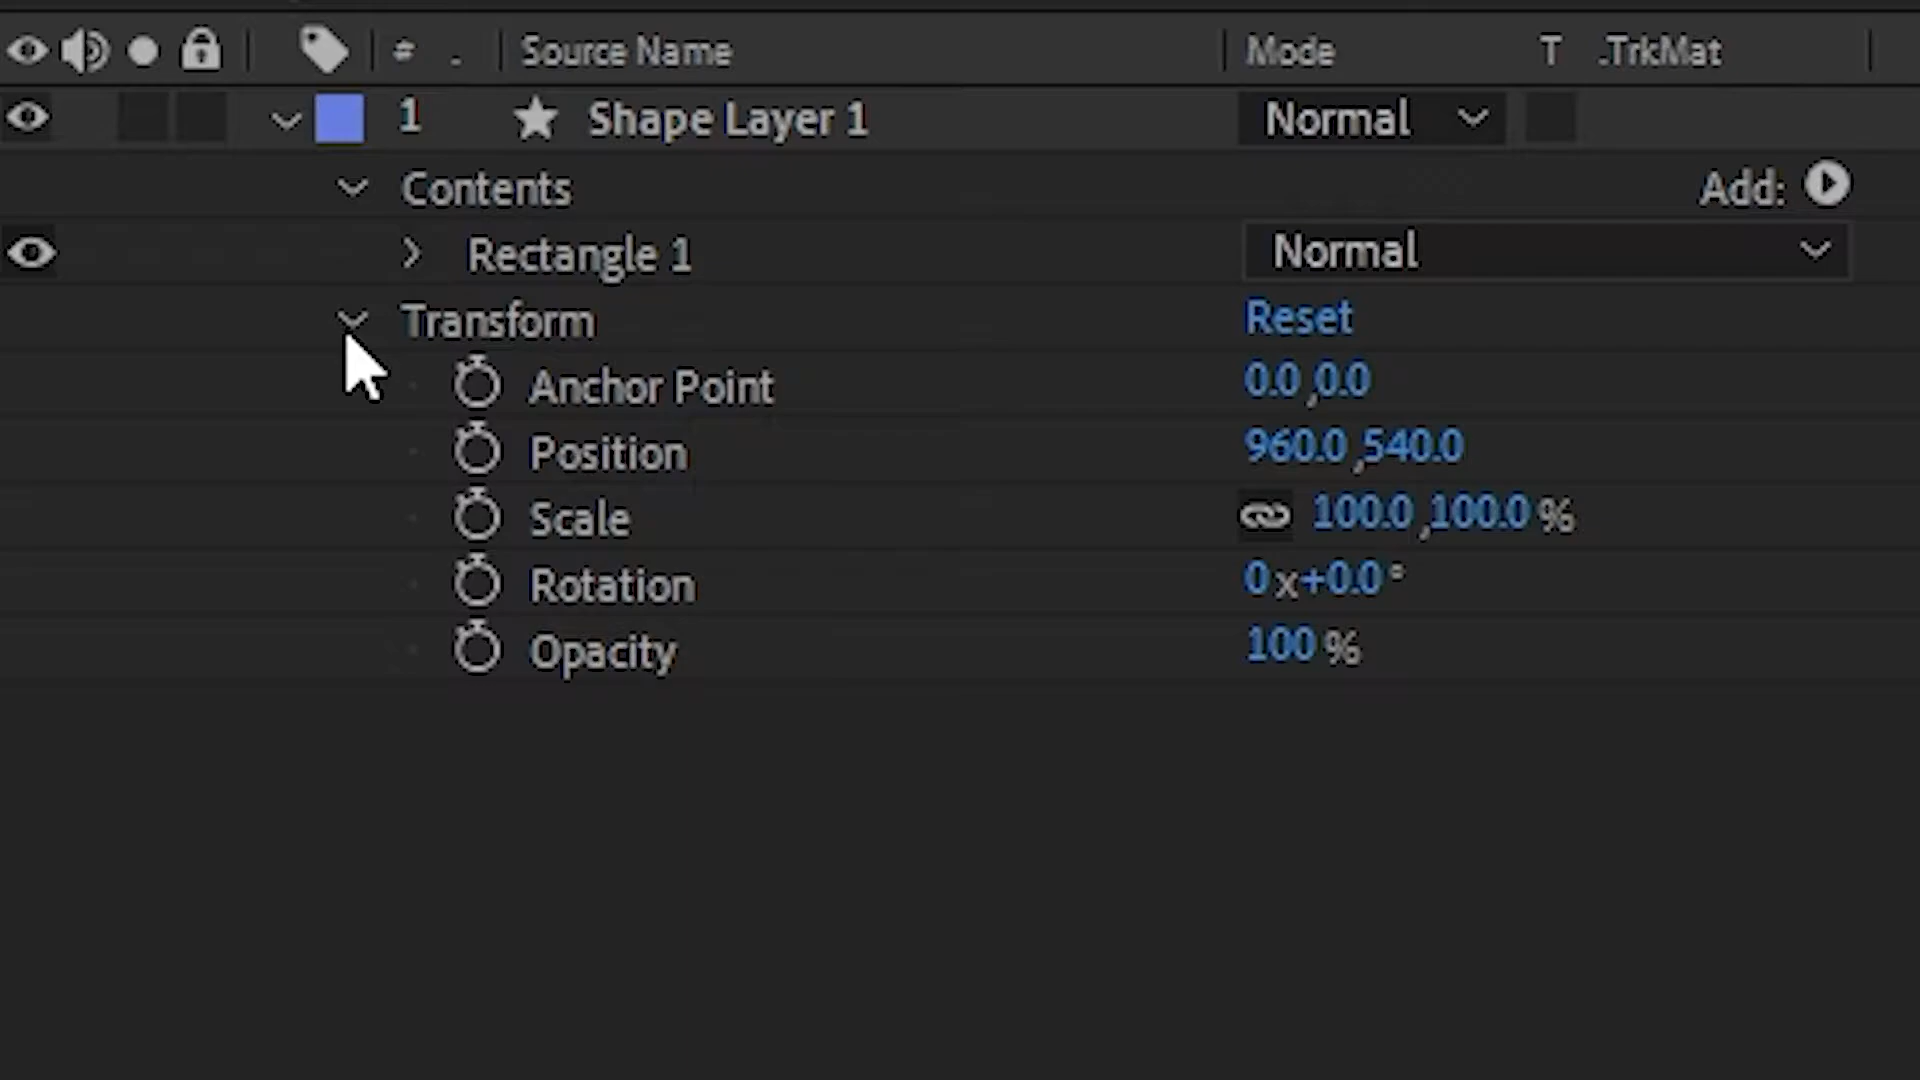 # . Source Name Mode T .TrkMat
1 Shape Layer 1 Normal
Contents Add:
Rectangle 1 Normal
Transform Reset
Anchor Point 0.0,0.0
Position 960.0,540.0
Scale 100.0,100.0%
Rotation 0x+0.0°
Opacity 100%